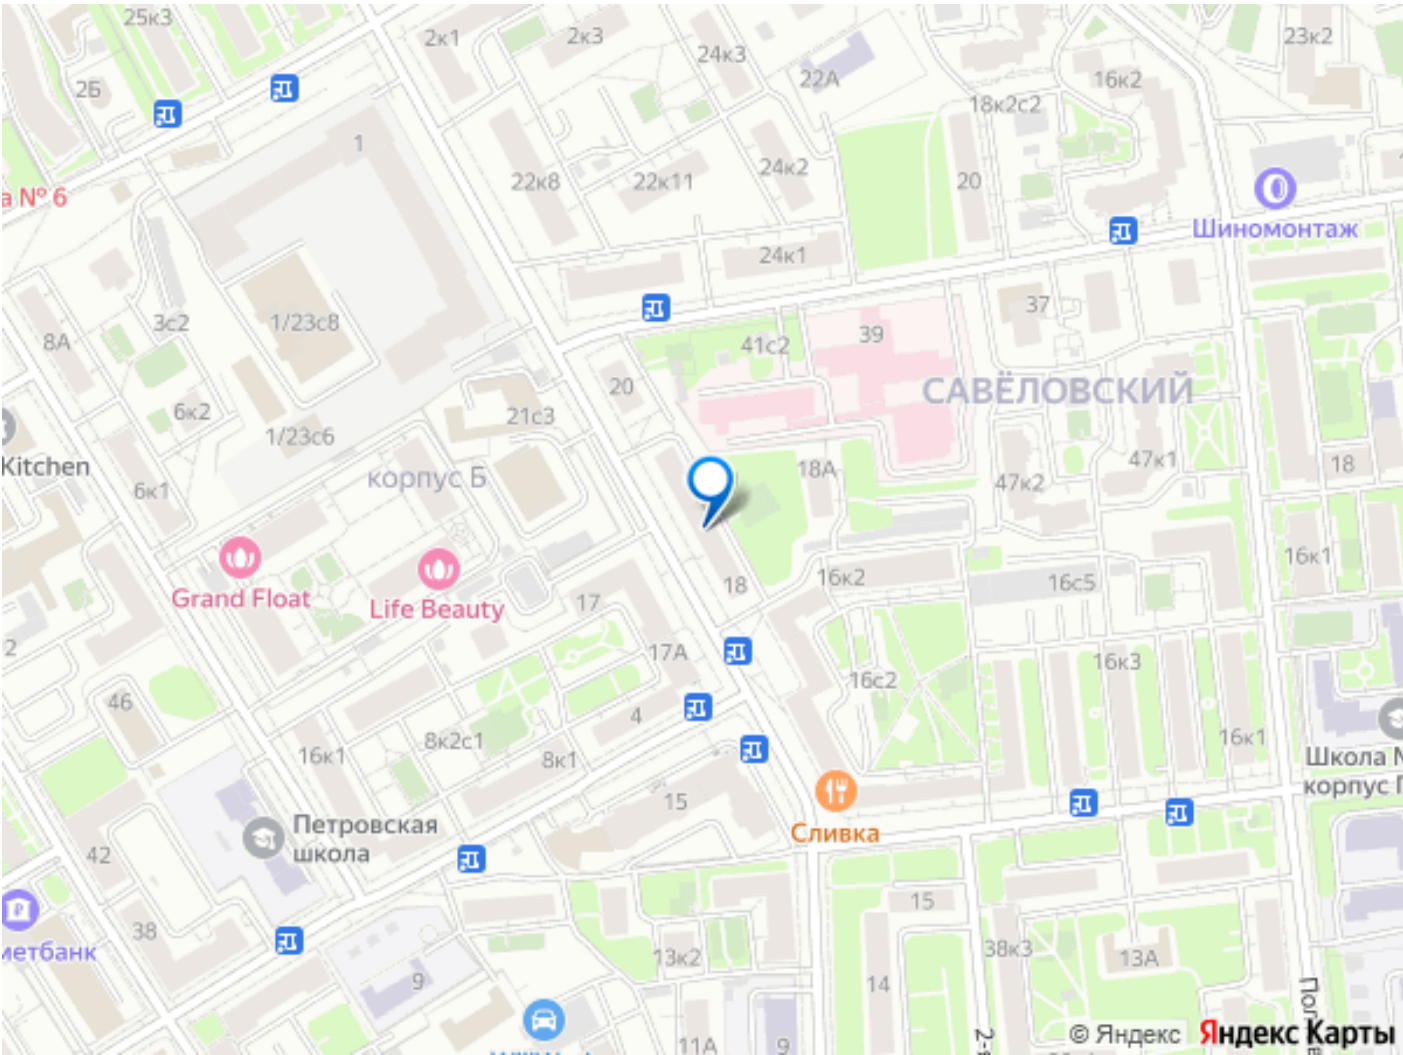 25к3
2к1
2к3
24к3
22А
23к2
2Б
16к2
18к2с2
1
22к8
22к11
24к2
20
а № 6
Шиномонтаж
24к1
3с2
1/23с8
8А
41с2
39
37
САВЁЛОВСКИЙ
20
6к2
21с3
1/23с6
Kitchen
6к1
корпус Б
18А
47к2
47к1
18
Grand Float
Life Beauty
17
18
16к2
16с5
16к1
2
17А
16с2
16к3
46
4
16к1
8к2с1
8к1
16к1
Школа №
корпус Г
15
Сливка
Петровская
школа
42
15
метбанк
38
13к2
38к3
13А
9
14
11А
9
2-я
© Яндекс
Яндекс Карты